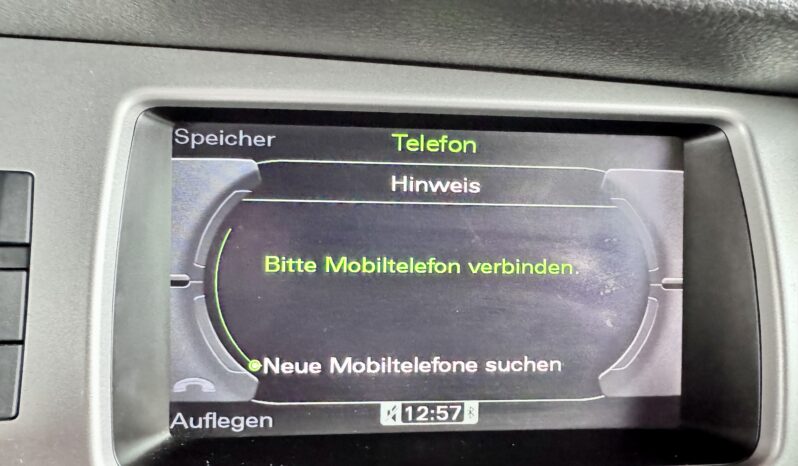 Speicher
Telefon
Hinweis
Bitte Mobiltelefon verbinden.
Neue Mobiltelefone suchen
Auflegen
12:57